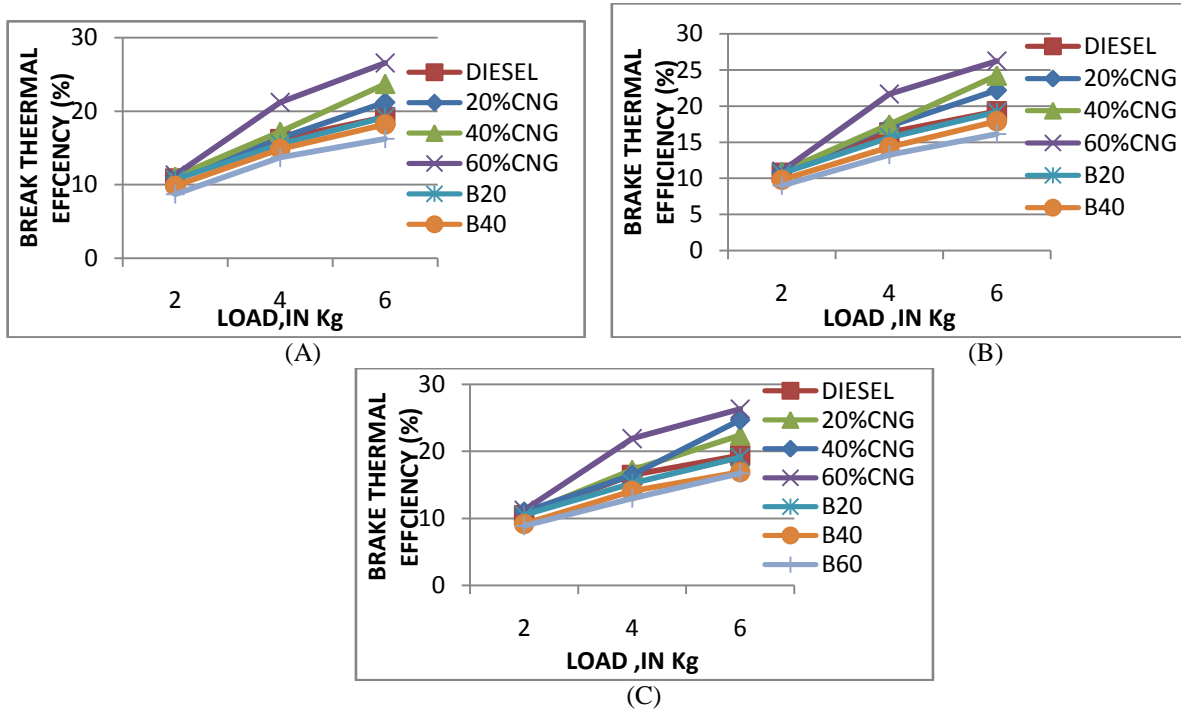 BREAK THEERMAL
EFFCENCY (%)
30
20
10
0
2
4
6
LOAD,IN Kg
DIESEL
20%CNG
40%CNG
60%CNG
B20
B40
(A)
BRAKE THERMAL
EFFICIENCY (%)
30
25
20
15
10
5
0
2
4
6
LOAD ,IN Kg
DIESEL
20%CNG
40%CNG
60%CNG
B20
B40
(B)
BRAKE THERMAL
EFFCIENCY (%)
30
20
10
0
2
4
6
LOAD ,IN Kg
DIESEL
20%CNG
40%CNG
60%CNG
B20
B40
B60
(C)